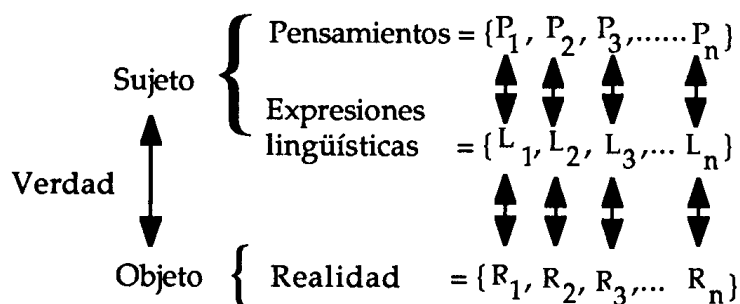 Pensamientos = {P1, P2, P3,...... Pn}
Sujeto
Expresiones
lingüísticas = {L1, L2, L3,... Ln}
Verdad
Objeto { Realidad = {R1, R2, R3,... Rn}